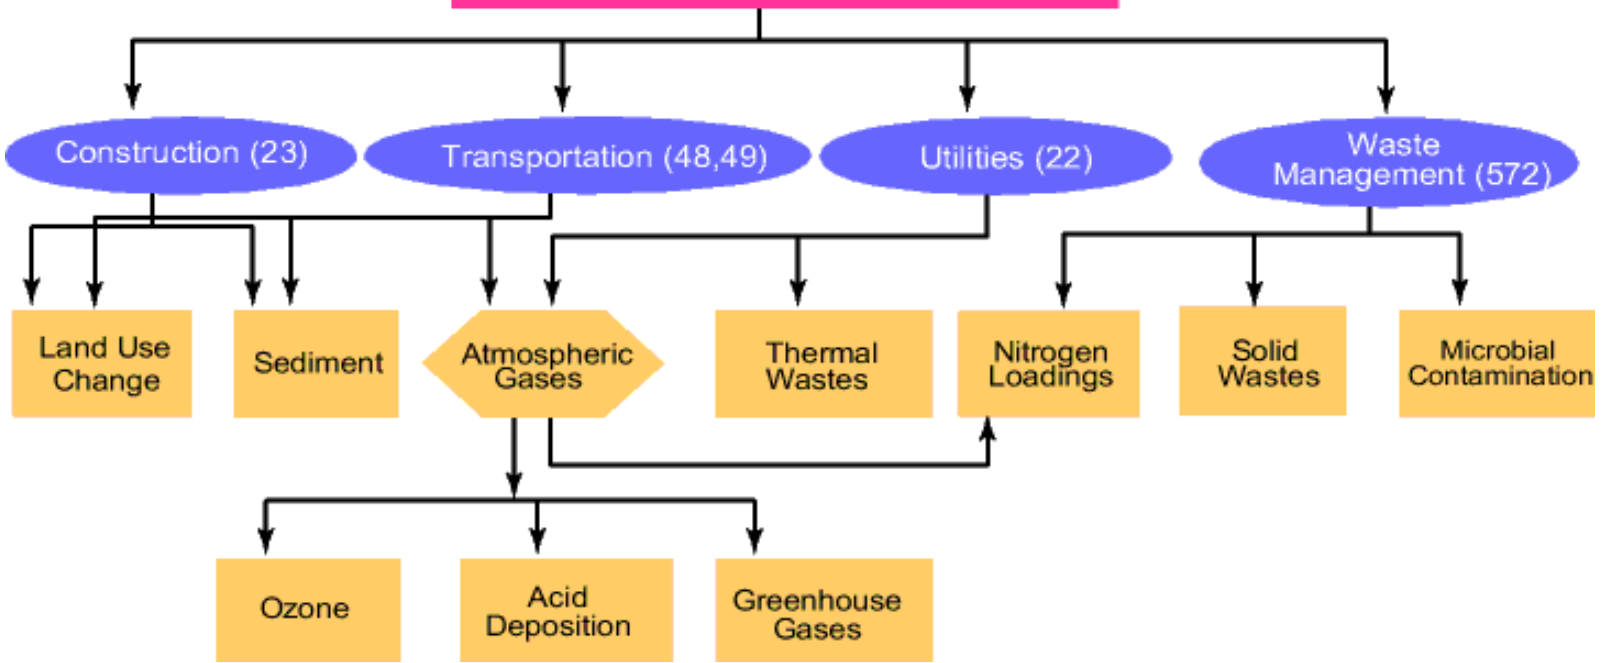 Construction (23)
Transportation (48,49)
Utilities (22)
Waste
Management (572)
Land Use
Change
Sediment
Atmospheric
Gases
Thermal
Wastes
Nitrogen
Loadings
Solid
Wastes
Microbial
Contamination
Ozone
Acid
Deposition
Greenhouse
Gases